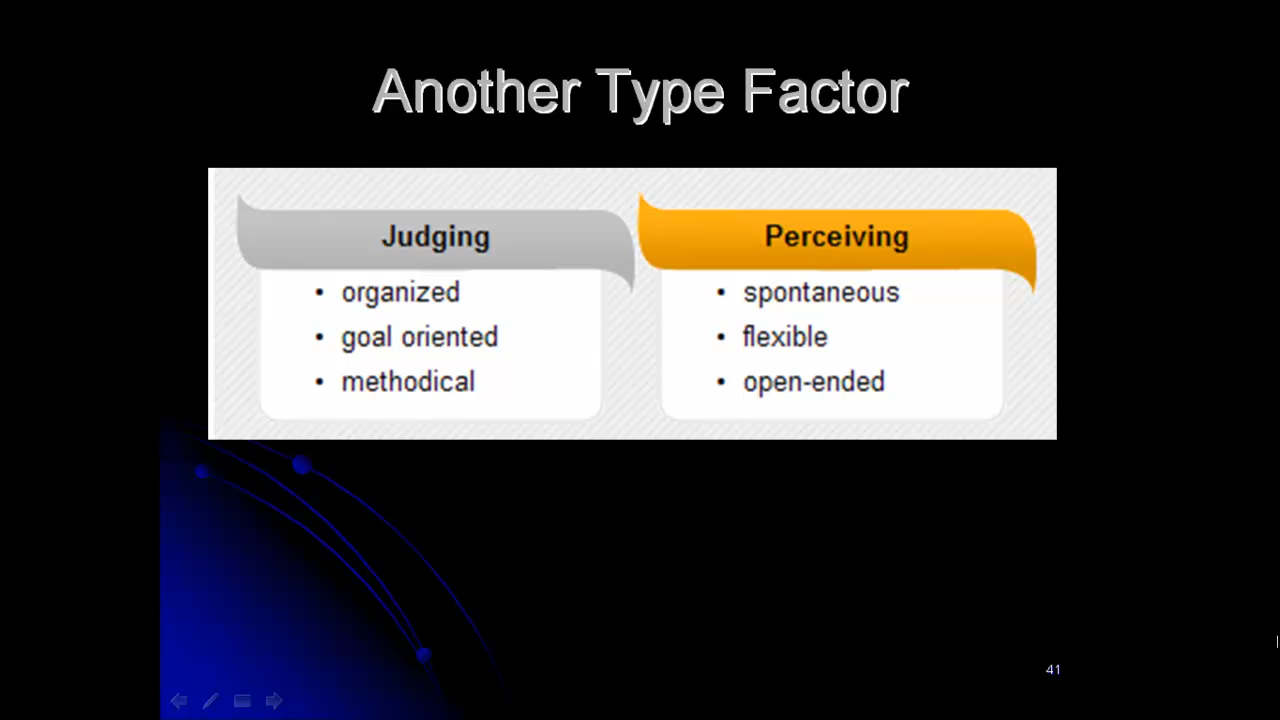 Another Type Factor
Judging
• organized
• goal oriented
• methodical
Perceiving
• spontaneous
• flexible
• open-ended
41